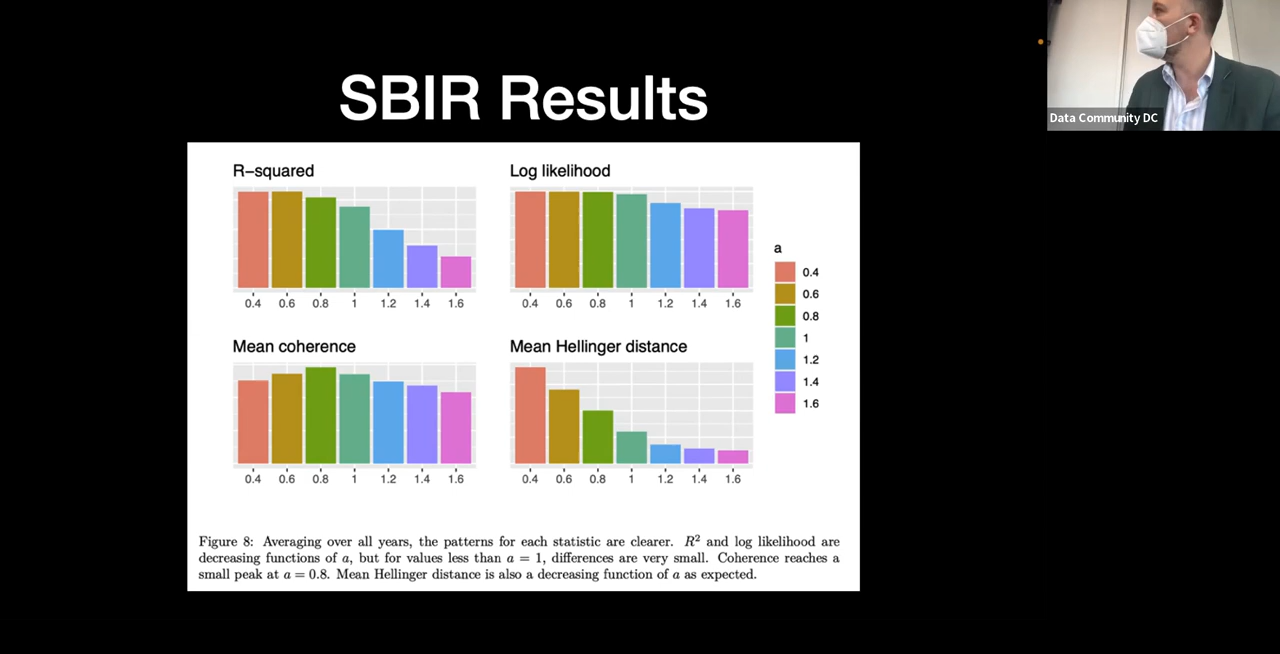 SBIR Results
Data Community DC
R−squared
0.4 0.6 0.8 1 1.2 1.4 1.6
Log likelihood
0.4 0.6 0.8 1 1.2 1.4 1.6
Mean coherence
0.4 0.6 0.8 1 1.2 1.4 1.6
Mean Hellinger distance
0.4 0.6 0.8 1 1.2 1.4 1.6
a
0.4
0.6
0.8
1
1.2
1.4
1.6
Figure 8: Averaging over all years, the patterns for each statistic are clearer. R² and log likelihood are
decreasing functions of a, but for values less than a = 1, differences are very small. Coherence reaches a
small peak at a = 0.8. Mean Hellinger distance is also a decreasing function of a as expected.